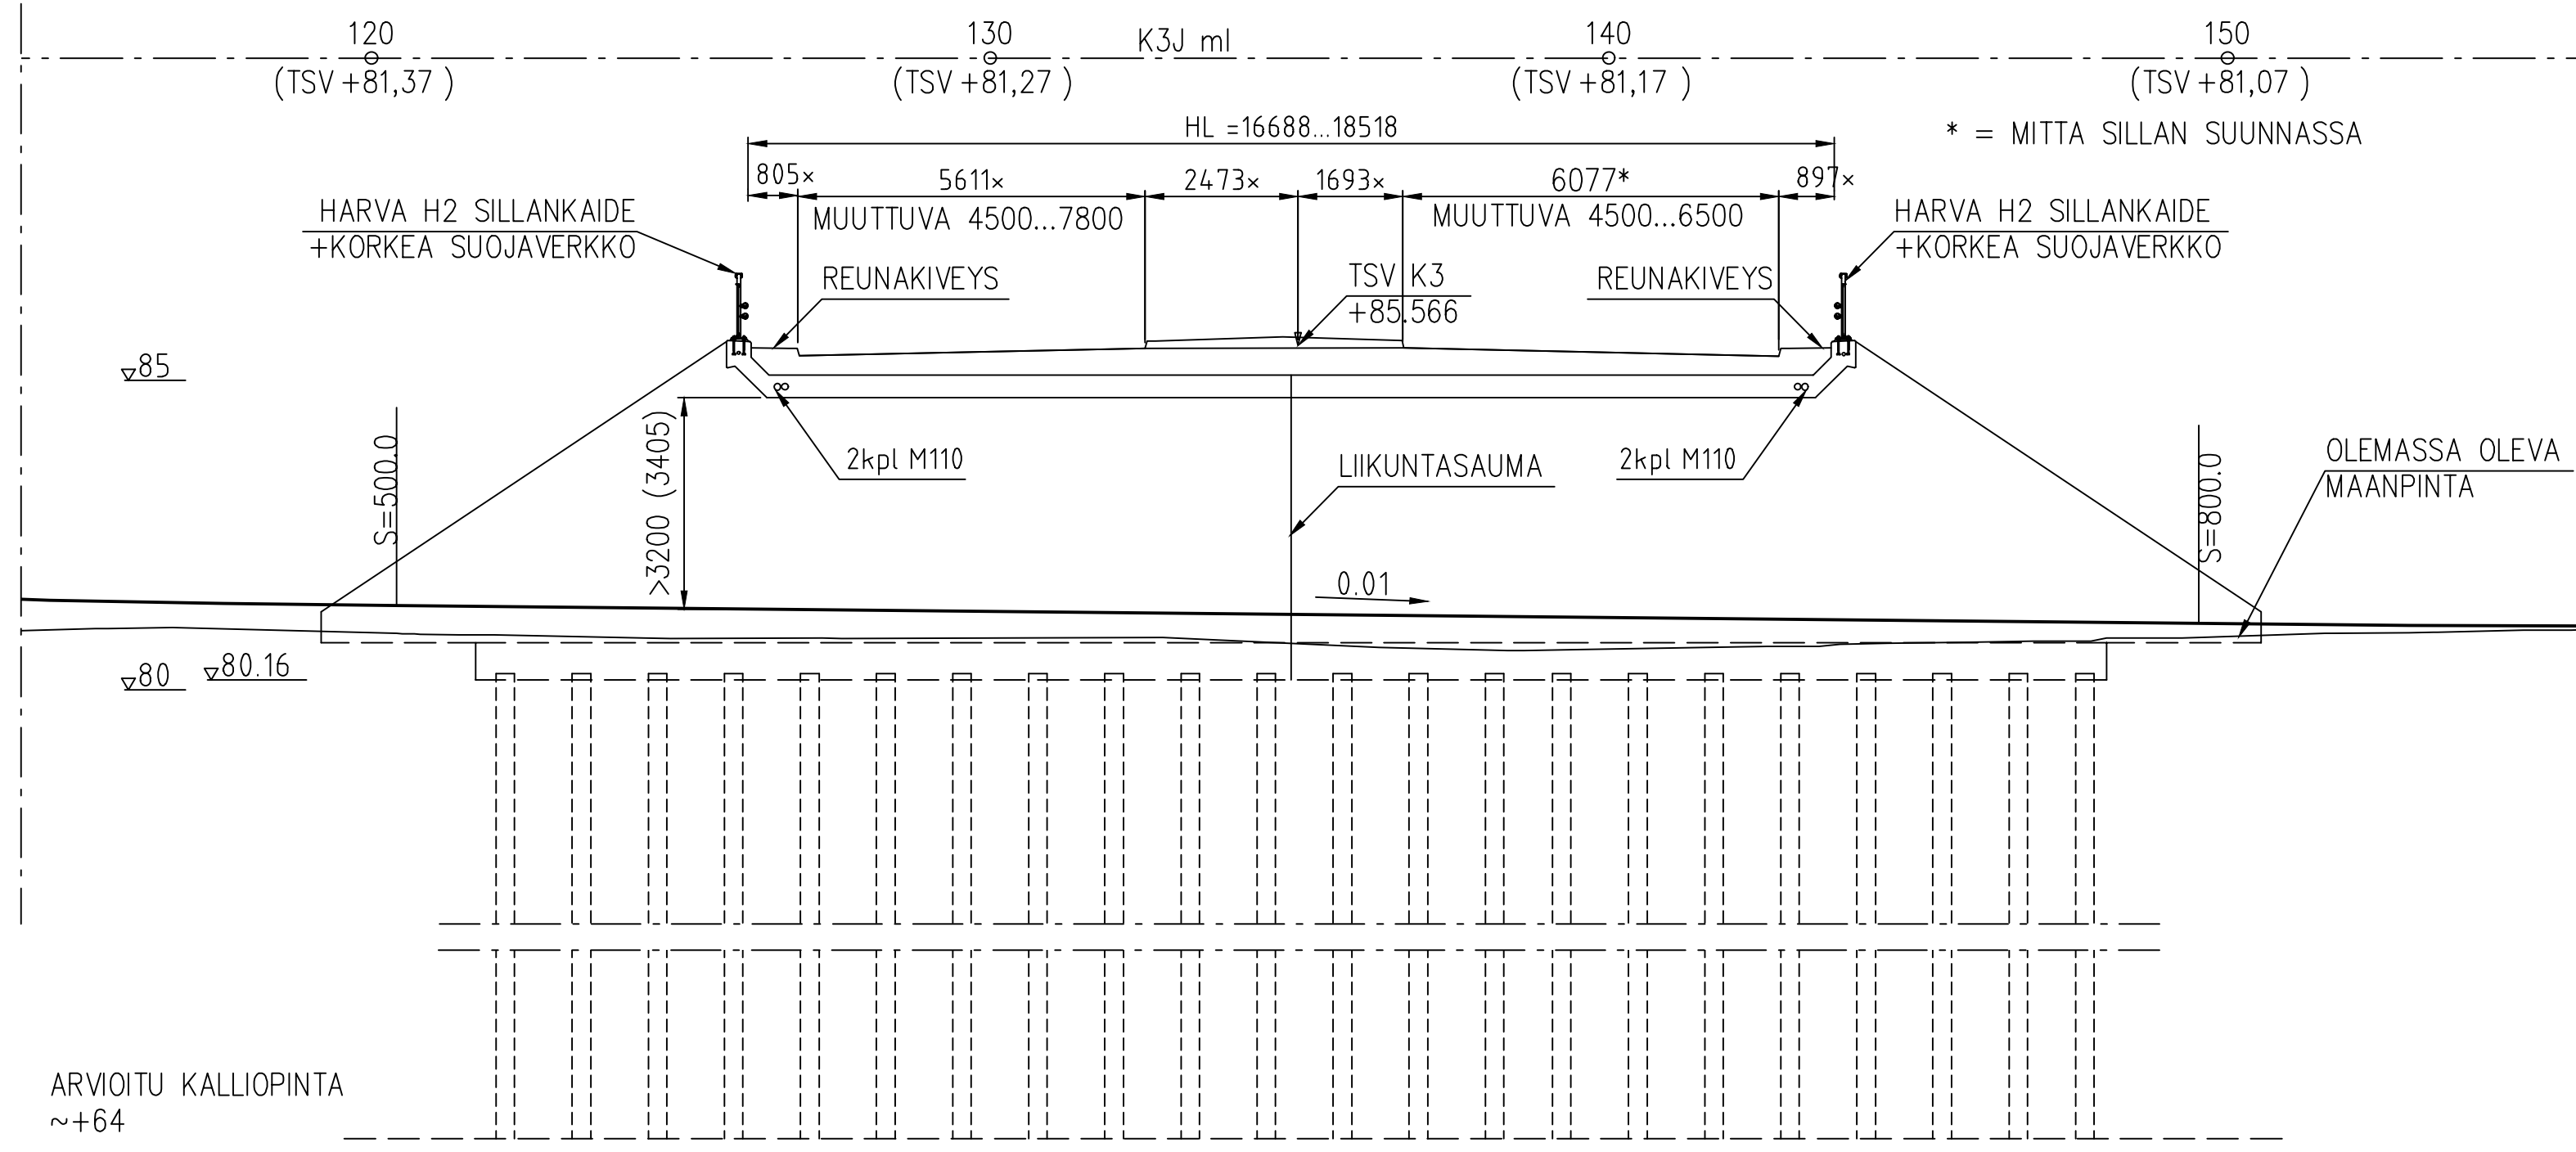 120
130
K3J ml
140
150
(TSV +81,37 )
(TSV +81,27 )
(TSV +81,17 )
(TSV +81,07 )
HL =16688...18518
* = MITTA SILLAN SUUNNASSA
805×
5611×
2473×
1693×
6077*
897×
MUUTTUVA 4500...7800
MUUTTUVA 4500...6500
HARVA H2 SILLANKAIDE
+KORKEA SUOJAVERKKO
HARVA H2 SILLANKAIDE
+KORKEA SUOJAVERKKO
REUNAKIVEYS
TSV K3
+85.566
REUNAKIVEYS
85
S=500.0
>3200 (3405)
2kpl M110
LIIKUNTASAUMA
2kpl M110
S=800.0
OLEMASSA OLEVA
MAANPINTA
0.01
80
80.16
ARVIOITU KALLIOPINTA
~+64